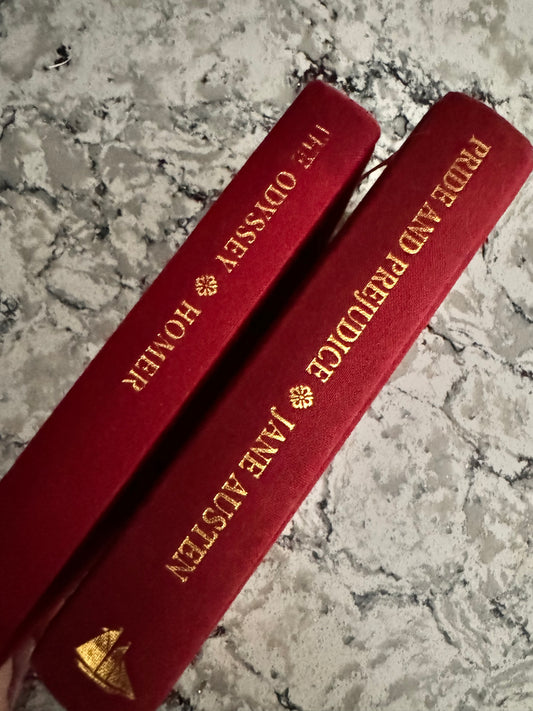 THE ODYSSEY HOMER
PRIDE AND PREJUDICE JANE AUSTEN